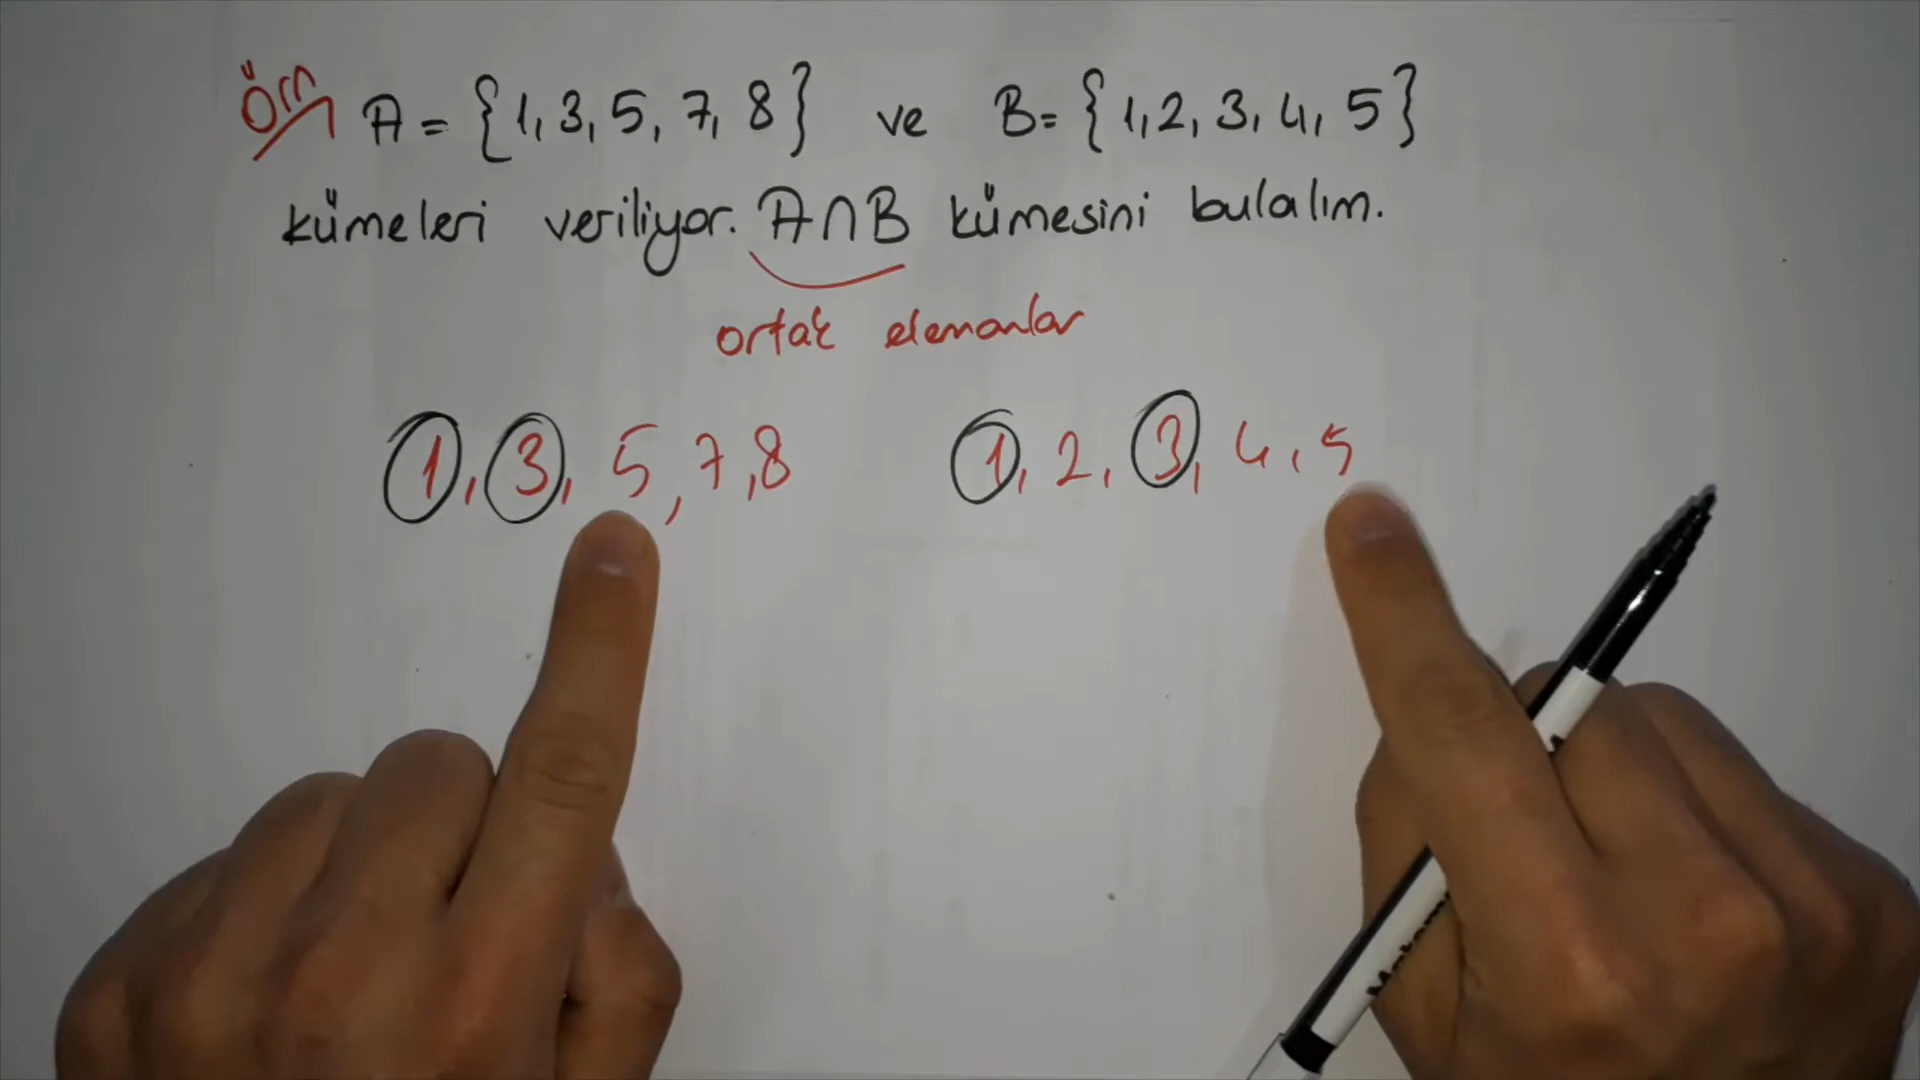 Örn A = {1, 3, 5, 7, 8} ve B = {1, 2, 3, 4, 5}
kümeleri veriliyor. A∩B kümesini bulalım.
ortak elemanlar
1, 3, 5, 7, 8 1, 2, 3, 4, 5